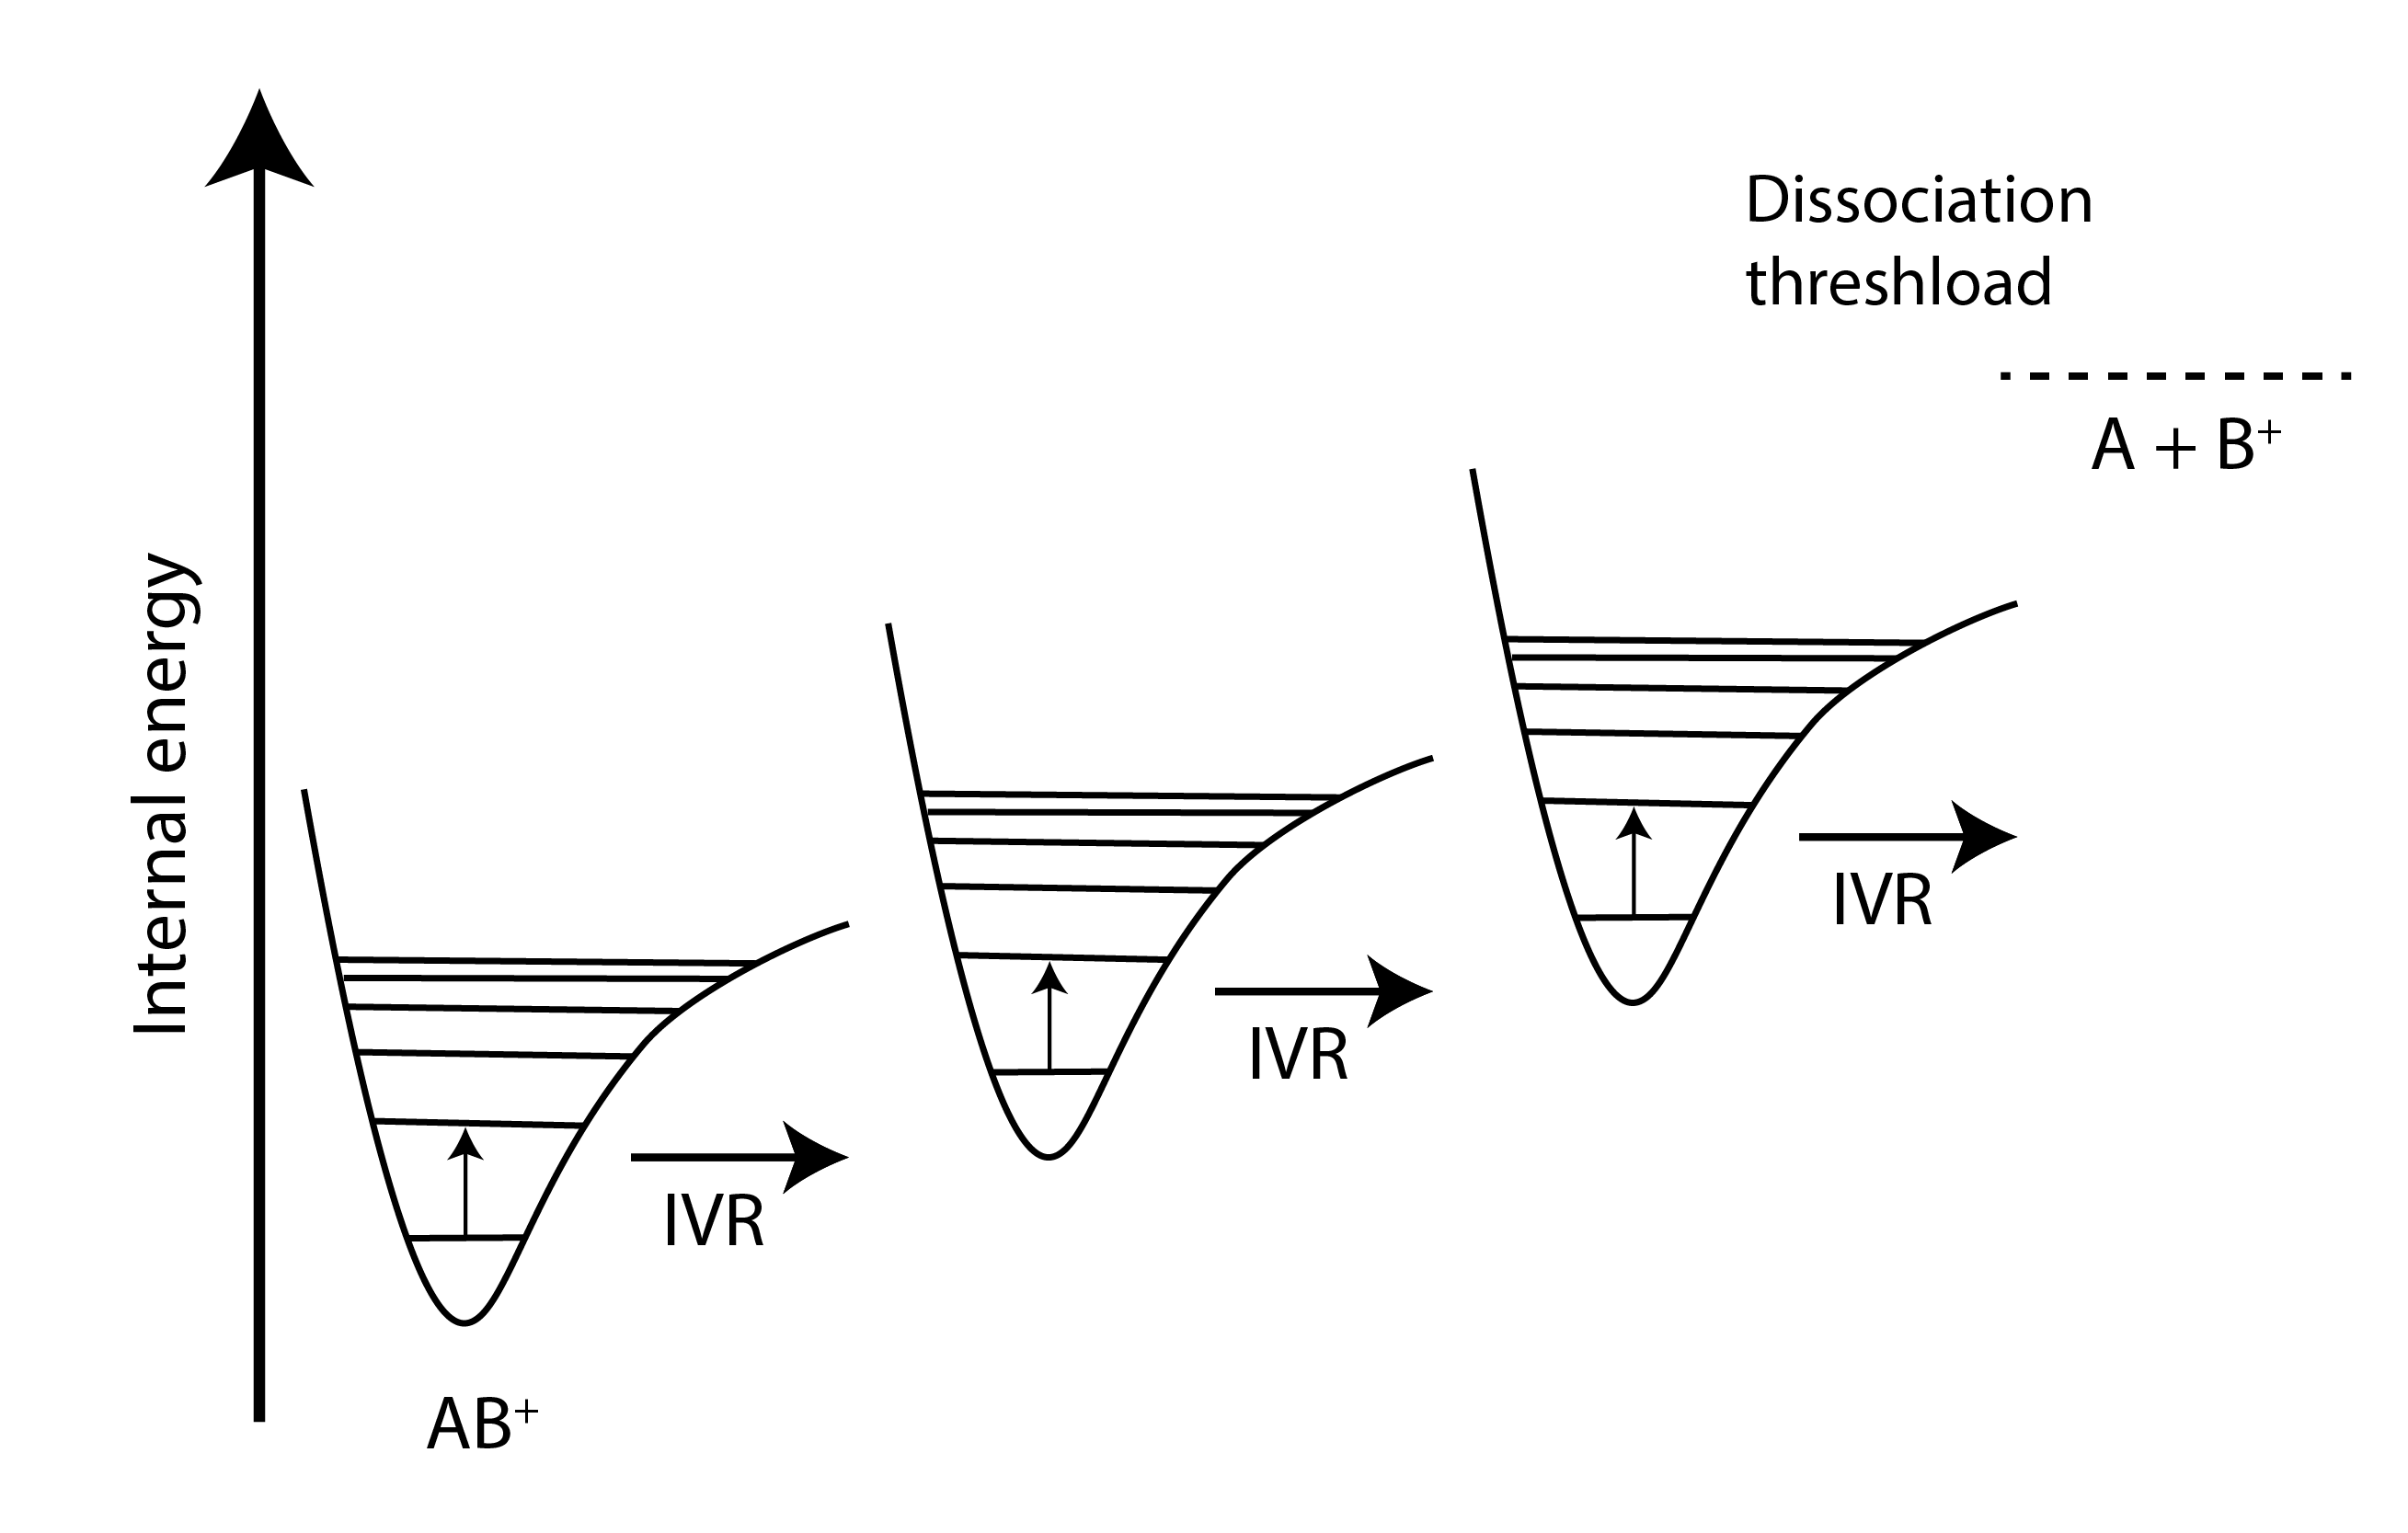 Internal energy
Dissociation
threshload
A + B⁺
IVR
IVR
IVR
AB⁺